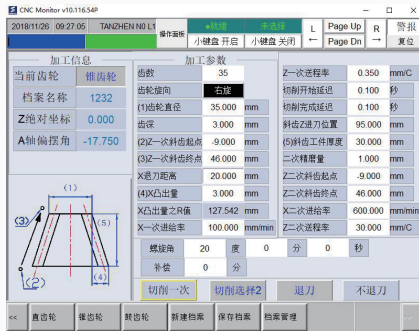 CNC Monitor v10.116.54P
2018/11/26 09:27:05 TANZHEN N0 L1 操作面板 ●就绪 未选择 L Page Up R 警报
小键盘 开启 小键盘 关闭 ← Page Dn → 复位
加工信息
当前齿轮 锥齿轮
档案名称 1232
Z绝对坐标 0.000
A轴偏摆角 -17.750
(1)
(3) (5)
(2) (4)
加工参数
齿数 35 Z一次送程率 0.350 mm/C
齿轮旋向 右旋 切削开始延迟 0.100 秒
(1)齿轮直径 35.000 mm 切削完成延迟 0.100 秒
齿深 3.000 mm 斜齿Z进刀位置 95.000 mm
(2)Z一次斜齿起点 -9.000 mm (5)斜齿工件厚度 30.000 mm
(3)Z一次斜齿终点 46.000 mm 二次精度量 1.000 mm
X退刀距离 20.000 mm Z二次斜齿起点 -9.000 mm
(4)X凸出量 3.000 mm Z二次斜齿终点 46.000 mm
X凸出量之R值 127.542 mm X二次进给率 600.000 mm/min
X一次进给率 100.000 mm/min Z二次送程率 30.000 mm/C
螺旋角 20 度 0 分 0 秒
补偿 0 分
切削一次 切削选择2 退刀 不退刀
<< 直齿轮 锥齿轮 鼓齿轮 新建档案 保存档案 档案管理